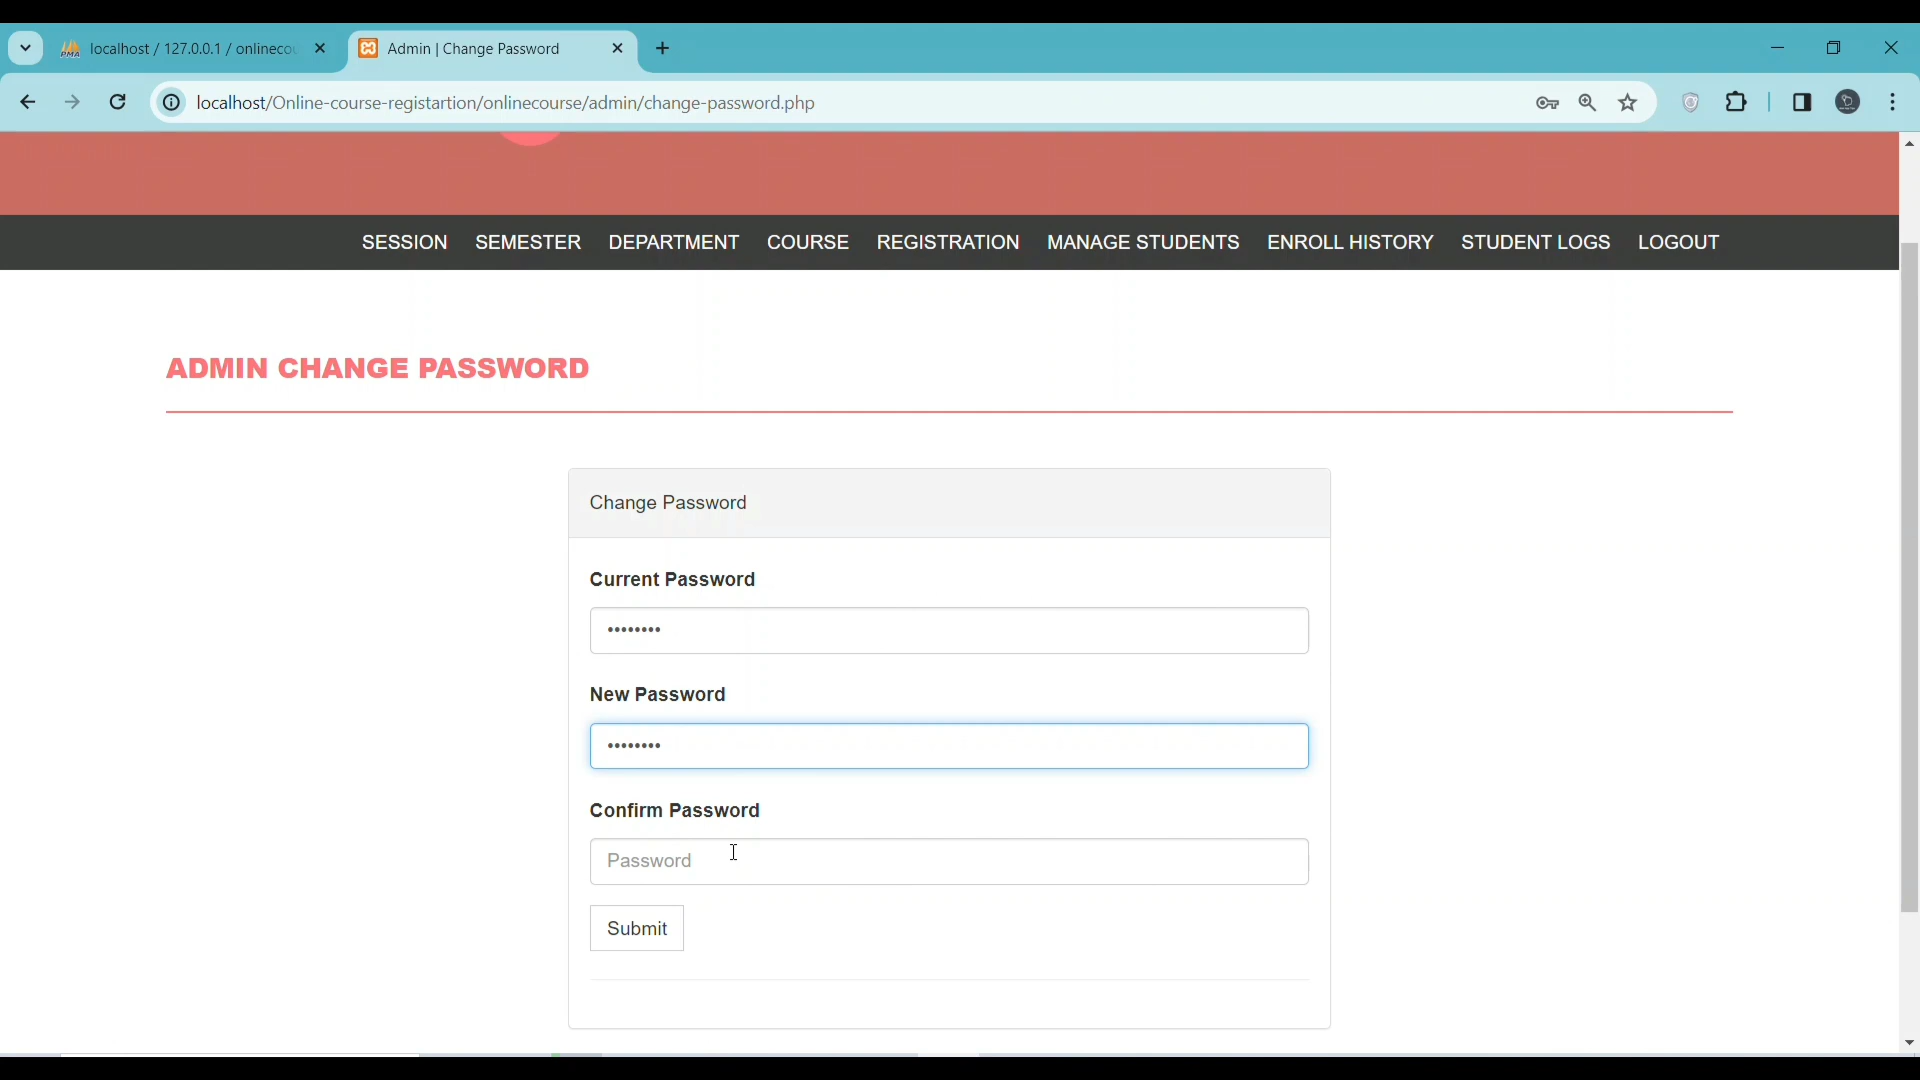 localhost / 127.0.0.1 / onlinecou
Admin | Change Password
localhost/Online-course-registartion/onlinecourse/admin/change-password.php
SESSION SEMESTER DEPARTMENT COURSE REGISTRATION MANAGE STUDENTS ENROLL HISTORY STUDENT LOGS LOGOUT
ADMIN CHANGE PASSWORD
Change Password
Current Password
••••••••
New Password
••••••••
Confirm Password
Password
Submit